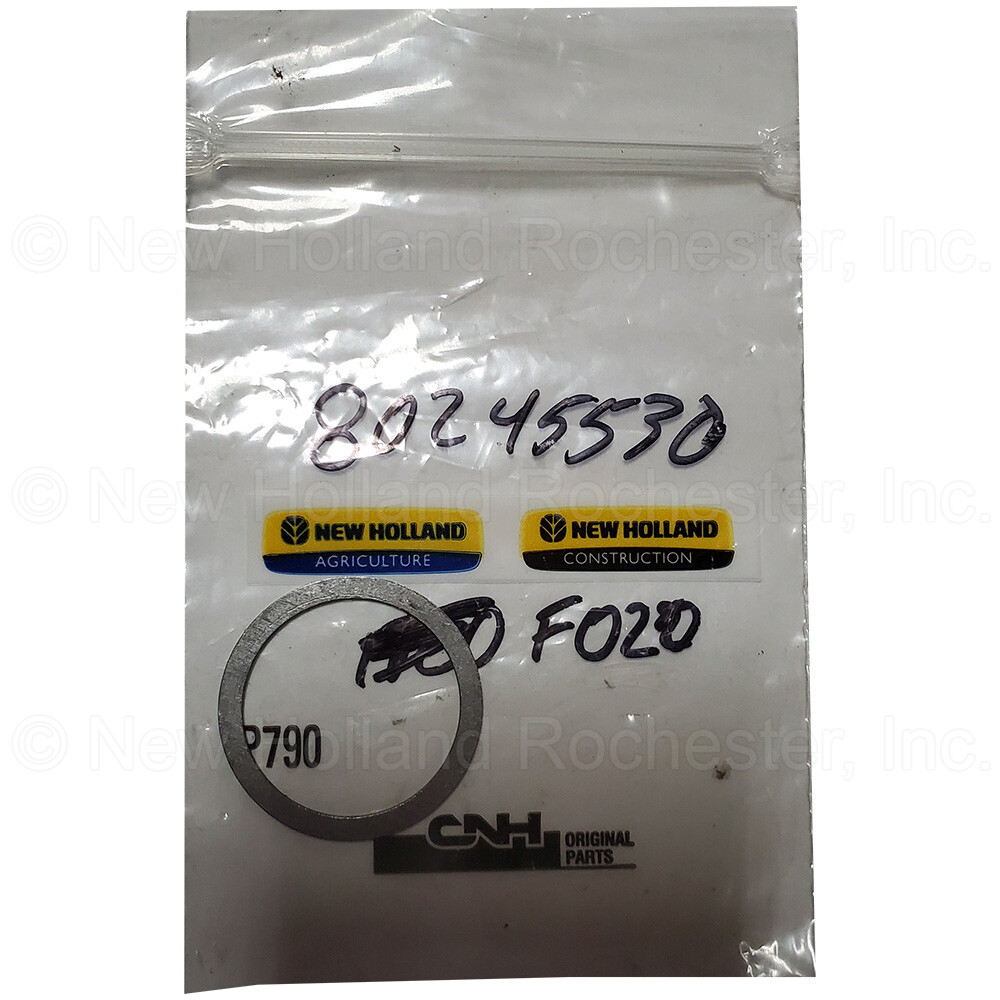 © New Holland Rochester, Inc.
80245530
© New Holland Rochester, Inc.
NEW HOLLAND
AGRICULTURE
NEW HOLLAND
CONSTRUCTION
F020
© New Holland Rochester, Inc.
P790
CNH
ORIGINAL
PARTS